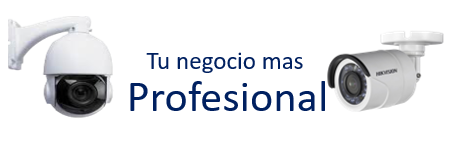 Tu negocio mas
Profesional
HIKVISION